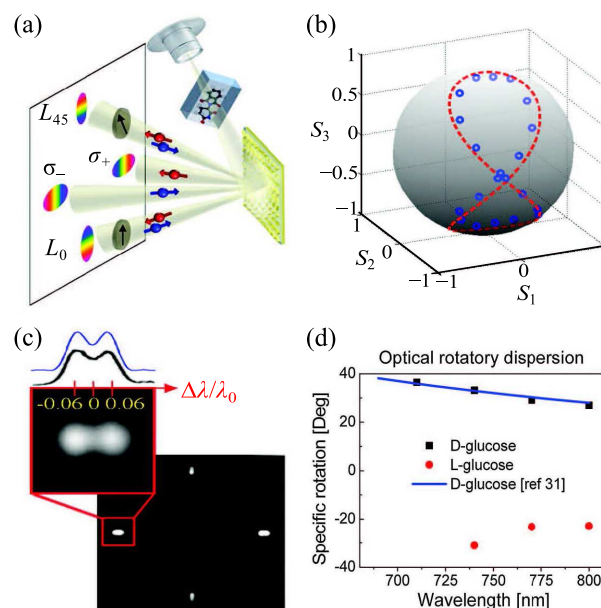 (a)
L45
σ+
σ−
L0
(b)
1
0.5
0
−0.5
−1
S3
1
0
−1
S2
−1
0
S1
(c)
Δλ/λ0
-0.06 0 0.06
(d)
Optical rotatory dispersion
Specific rotation [Deg]
40
20
0
-20
-40
D-glucose
L-glucose
D-glucose [ref 31]
700 725 750 775 800
Wavelength [nm]